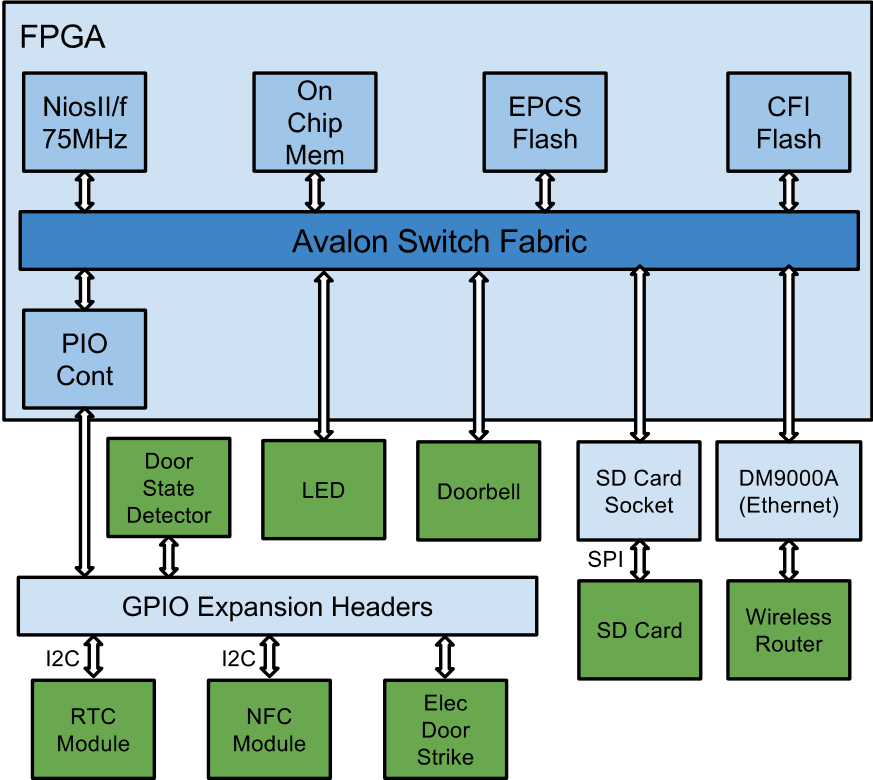 FPGA
NiosII/f
75MHz
On
Chip
Mem
EPCS
Flash
CFI
Flash
Avalon Switch Fabric
PIO
Cont
Door
State
Detector
LED
Doorbell
SD Card
Socket
DM9000A
(Ethernet)
SPI
GPIO Expansion Headers
SD Card
Wireless
Router
I2C
I2C
RTC
Module
NFC
Module
Elec
Door
Strike